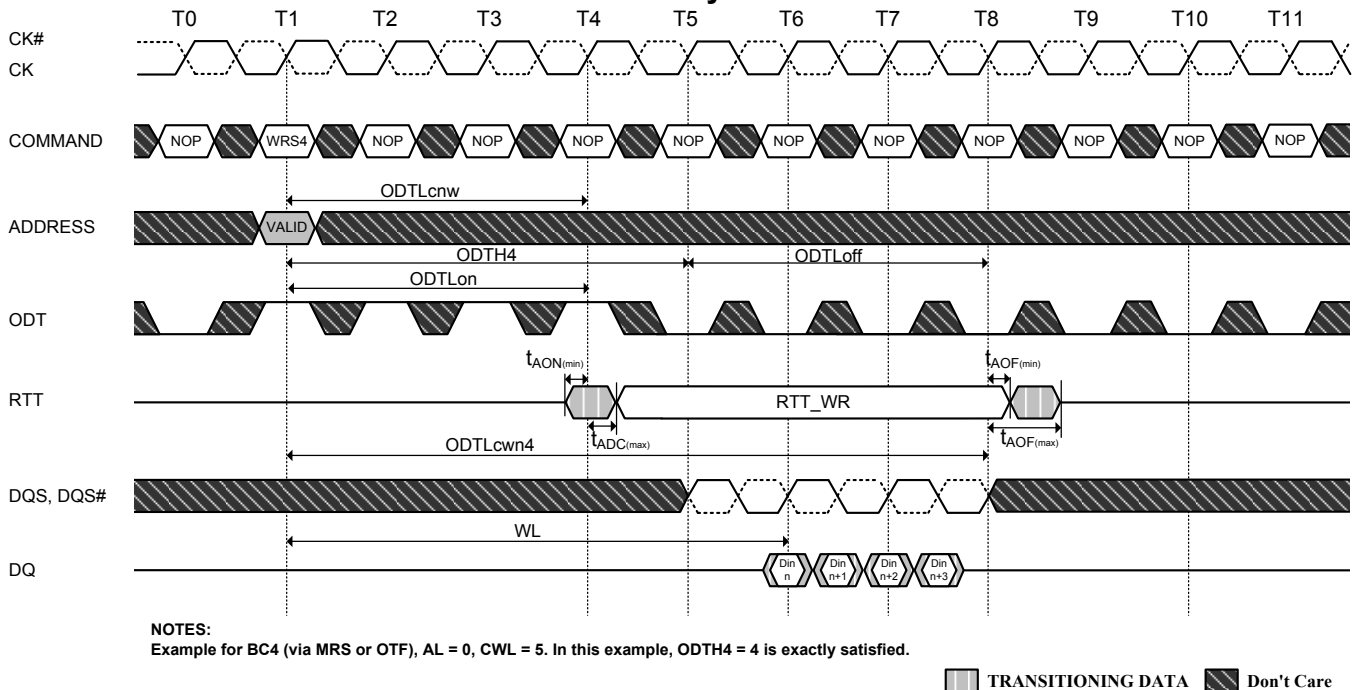 T0 T1 T2 T3 T4 T5 T6 T7 T8 T9 T10 T11
CK#
CK
COMMAND NOP WRS4 NOP NOP NOP NOP NOP NOP NOP NOP NOP NOP
ODTLcnw
ADDRESS VALID
ODTH4 ODTLoff
ODTLon
ODT
tAON(min) tAOF(min)
RTT RTT_WR
tADC(max) tAOF(max)
ODTLcwn4
DQS, DQS#
WL
DQ Din n Din n+1 Din n+2 Din n+3
NOTES:
Example for BC4 (via MRS or OTF), AL = 0, CWL = 5. In this example, ODTH4 = 4 is exactly satisfied.
TRANSITIONING DATA Don't Care